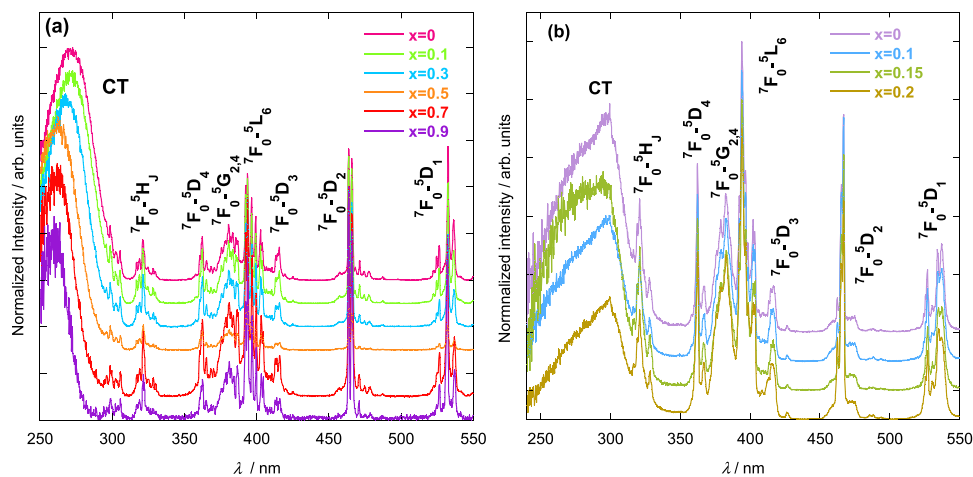 (a)
x=0
x=0.1
x=0.3
x=0.5
x=0.7
x=0.9
CT
⁷F₀-⁵H_J
⁷F₀-⁵D₄
⁷F₀-⁵G₂,₄
⁷F₀-⁵L₆
⁷F₀-⁵D₃
⁷F₀-⁵D₂
⁷F₀-⁵D₁
Normalized Intensity / arb. units
250 300 350 400 450 500 550
λ / nm
(b)
x=0
x=0.1
x=0.15
x=0.2
CT
⁷F₀-⁵H_J
⁷F₀-⁵D₄
⁷F₀-⁵G₂,₄
⁷F₀-⁵L₆
⁷F₀-⁵D₃
⁷F₀-⁵D₂
⁷F₀-⁵D₁
Nomnalized intensity / arb. units
250 300 350 400 450 500 550
λ / nm